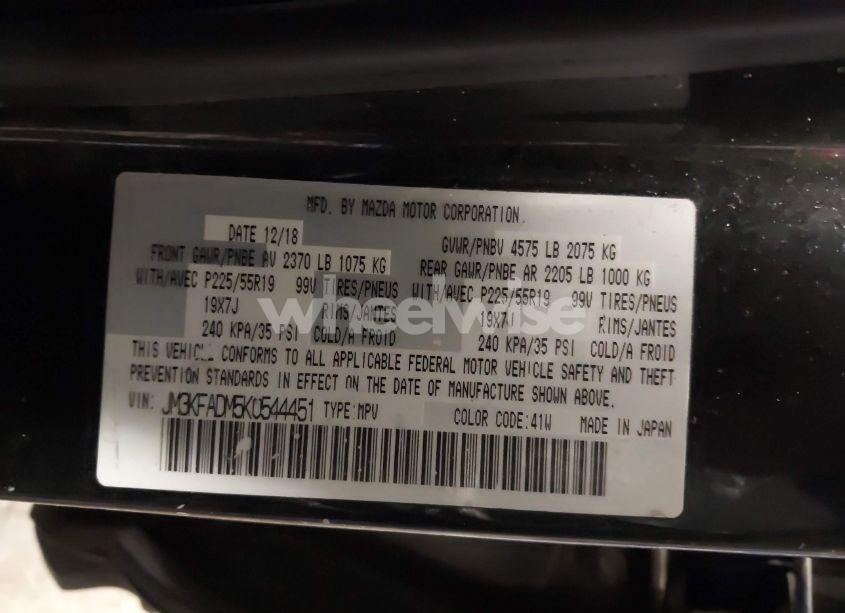 MFD. BY MAZDA MOTOR CORPORATION.
DATE 12/18 GVWR/PNBV 4575 LB 2075 KG
FRONT GAWR/PNBE AV 2370 LB 1075 KG REAR GAWR/PNBE AR 2205 LB 1000 KG
WITH/AVEC P225/55R19 99V TIRES/PNEUS WITH/AVEC P225/55R19 99V TIRES/PNEUS
19X7J RIMS/JANTES 19X7J RIMS/JANTES
240 KPA/35 PSI COLD/A FROID 240 KPA/35 PSI COLD/A FROID
wheelwise
THIS VEHICLE CONFORMS TO ALL APPLICABLE FEDERAL MOTOR VEHICLE SAFETY AND THEFT
PREVENTION STANDARDS IN EFFECT ON THE DATE OF MANUFACTURE SHOWN ABOVE.
VIN: JM3KFADM5K0544451 TYPE:MPV COLOR CODE:41W MADE IN JAPAN